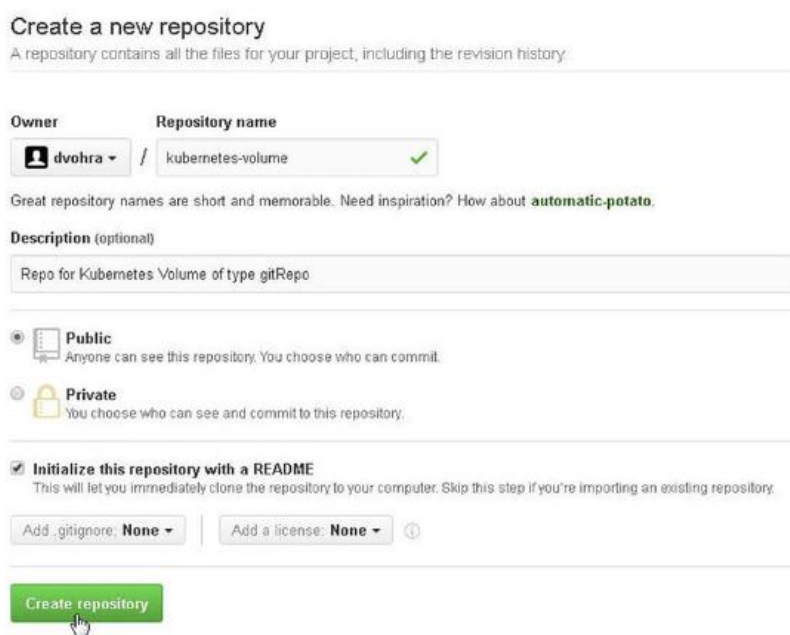 Create a new repository
A repository contains all the files for your project, including the revision history.
Owner Repository name
dvohra / kubernetes-volume
Great repository names are short and memorable. Need inspiration? How about automatic-potato.
Description (optional)
Repo for Kubernetes Volume of type gitRepo
Public
Anyone can see this repository. You choose who can commit.
Private
You choose who can see and commit to this repository.
Initialize this repository with a README
This will let you immediately clone the repository to your computer. Skip this step if you're importing an existing repository.
Add .gitignore: None Add a license: None
Create repository